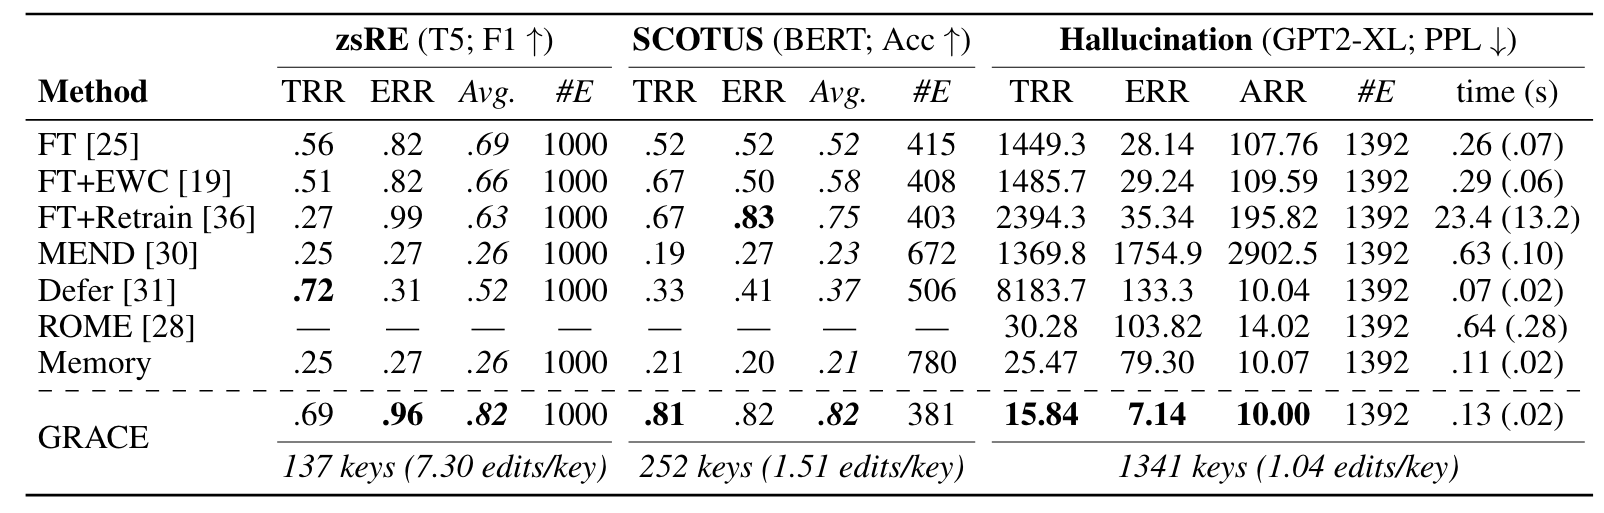 zsRE (T5; F1 ↑) SCOTUS (BERT; Acc ↑) Hallucination (GPT2-XL; PPL ↓)
Method TRR ERR Avg. #E TRR ERR Avg. #E TRR ERR ARR #E time (s)
FT [25] .56 .82 .69 1000 .52 .52 .52 415 1449.3 28.14 107.76 1392 .26 (.07)
FT+EWC [19] .51 .82 .66 1000 .67 .50 .58 408 1485.7 29.24 109.59 1392 .29 (.06)
FT+Retrain [36] .27 .99 .63 1000 .67 .83 .75 403 2394.3 35.34 195.82 1392 23.4 (13.2)
MEND [30] .25 .27 .26 1000 .19 .27 .23 672 1369.8 1754.9 2902.5 1392 .63 (.10)
Defer [31] .72 .31 .52 1000 .33 .41 .37 506 8183.7 133.3 10.04 1392 .07 (.02)
ROME [28] — — — — — — — — 30.28 103.82 14.02 1392 .64 (.28)
Memory .25 .27 .26 1000 .21 .20 .21 780 25.47 79.30 10.07 1392 .11 (.02)
GRACE .69 .96 .82 1000 .81 .82 .82 381 15.84 7.14 10.00 1392 .13 (.02)
137 keys (7.30 edits/key) 252 keys (1.51 edits/key) 1341 keys (1.04 edits/key)